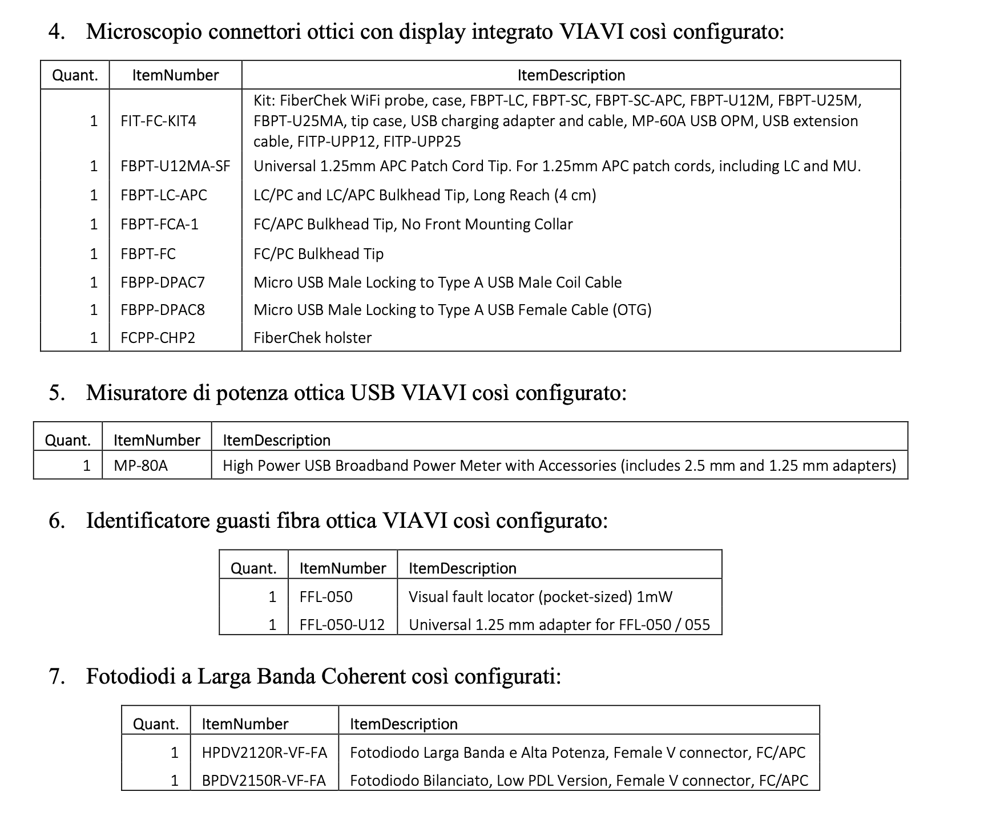 4. Microscopio connettori ottici con display integrato VIAVI così configurato:
Quant. ItemNumber ItemDescription
Kit: FiberChek WiFi probe, case, FBPT-LC, FBPT-SC, FBPT-SC-APC, FBPT-U12M, FBPT-U25M,
1 FIT-FC-KIT4 FBPT-U25MA, tip case, USB charging adapter and cable, MP-60A USB OPM, USB extension
cable, FITP-UPP12, FITP-UPP25
1 FBPT-U12MA-SF Universal 1.25mm APC Patch Cord Tip. For 1.25mm APC patch cords, including LC and MU.
1 FBPT-LC-APC LC/PC and LC/APC Bulkhead Tip, Long Reach (4 cm)
1 FBPT-FCA-1 FC/APC Bulkhead Tip, No Front Mounting Collar
1 FBPT-FC FC/PC Bulkhead Tip
1 FBPP-DPAC7 Micro USB Male Locking to Type A USB Male Coil Cable
1 FBPP-DPAC8 Micro USB Male Locking to Type A USB Female Cable (OTG)
1 FCPP-CHP2 FiberChek holster
5. Misuratore di potenza ottica USB VIAVI così configurato:
Quant. ItemNumber ItemDescription
1 MP-80A High Power USB Broadband Power Meter with Accessories (includes 2.5 mm and 1.25 mm adapters)
6. Identificatore guasti fibra ottica VIAVI così configurato:
Quant. ItemNumber ItemDescription
1 FFL-050 Visual fault locator (pocket-sized) 1mW
1 FFL-050-U12 Universal 1.25 mm adapter for FFL-050 / 055
7. Fotodiodi a Larga Banda Coherent così configurati:
Quant. ItemNumber ItemDescription
1 HPDV2120R-VF-FA Fotodiodo Larga Banda e Alta Potenza, Female V connector, FC/APC
1 BPDV2150R-VF-FA Fotodiodo Bilanciato, Low PDL Version, Female V connector, FC/APC